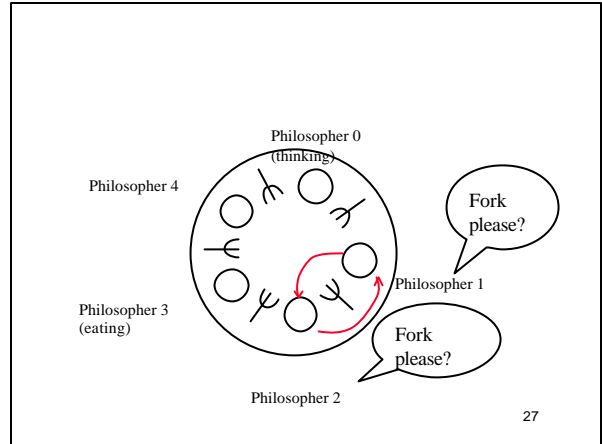 Philosopher 0
(thinking)
Philosopher 4
Fork
please?
Philosopher 1
Philosopher 3
(eating)
Fork
please?
Philosopher 2
27